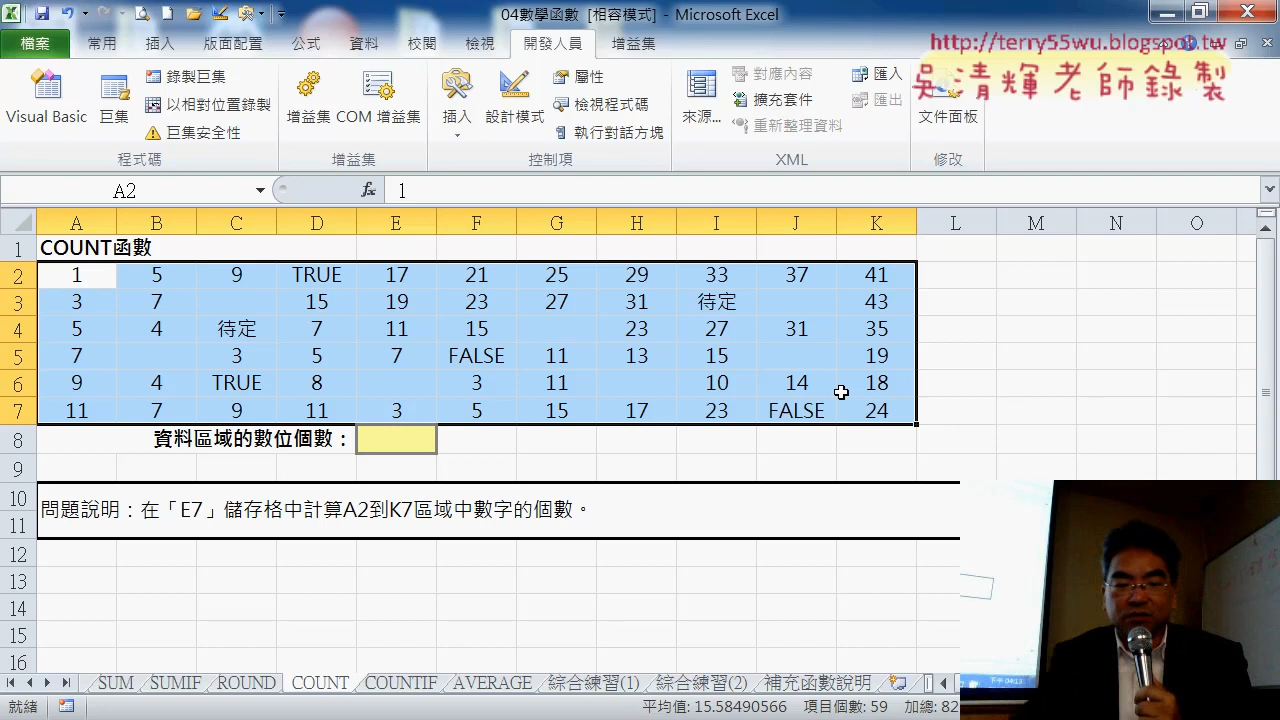 04數學函數 [相容模式] - Microsoft Excel
http://terry55wu.blogspot.tw
檔案 常用 插入 版面配置 公式 資料 校閱 檢視 開發人員 增益集
吳清輝老師錄製
Visual Basic 巨集 錄製巨集 以相對位置錄製 巨集安全性
增益集 COM 增益集
插入 設計模式 屬性 檢視程式碼 執行對話方塊
來源... 對應內容 擴充套件 重新整理資料 匯入 匯出
文件面板
程式碼 增益集 控制項 XML 修改
A2 fx 1
A B C D E F G H I J K L M N O
1 COUNT函數
2 1 5 9 TRUE 17 21 25 29 33 37 41
3 3 7 15 19 23 27 31 待定 43
4 5 4 待定 7 11 15 23 27 31 35
5 7 3 5 7 FALSE 11 13 15 19
6 9 4 TRUE 8 3 11 10 14 18
7 11 7 9 11 3 5 15 17 23 FALSE 24
8 資料區域的數位個數：
9
10
問題說明：在「E7」儲存格中計算A2到K7區域中數字的個數。
11
12
13
14
15
16
SUM SUMIF ROUND COUNT COUNTIF AVERAGE 綜合練習(1) 綜合練習(2) 補充函數說明
就緒 平均值: 15.58490566 項目個數: 59 加總: 82